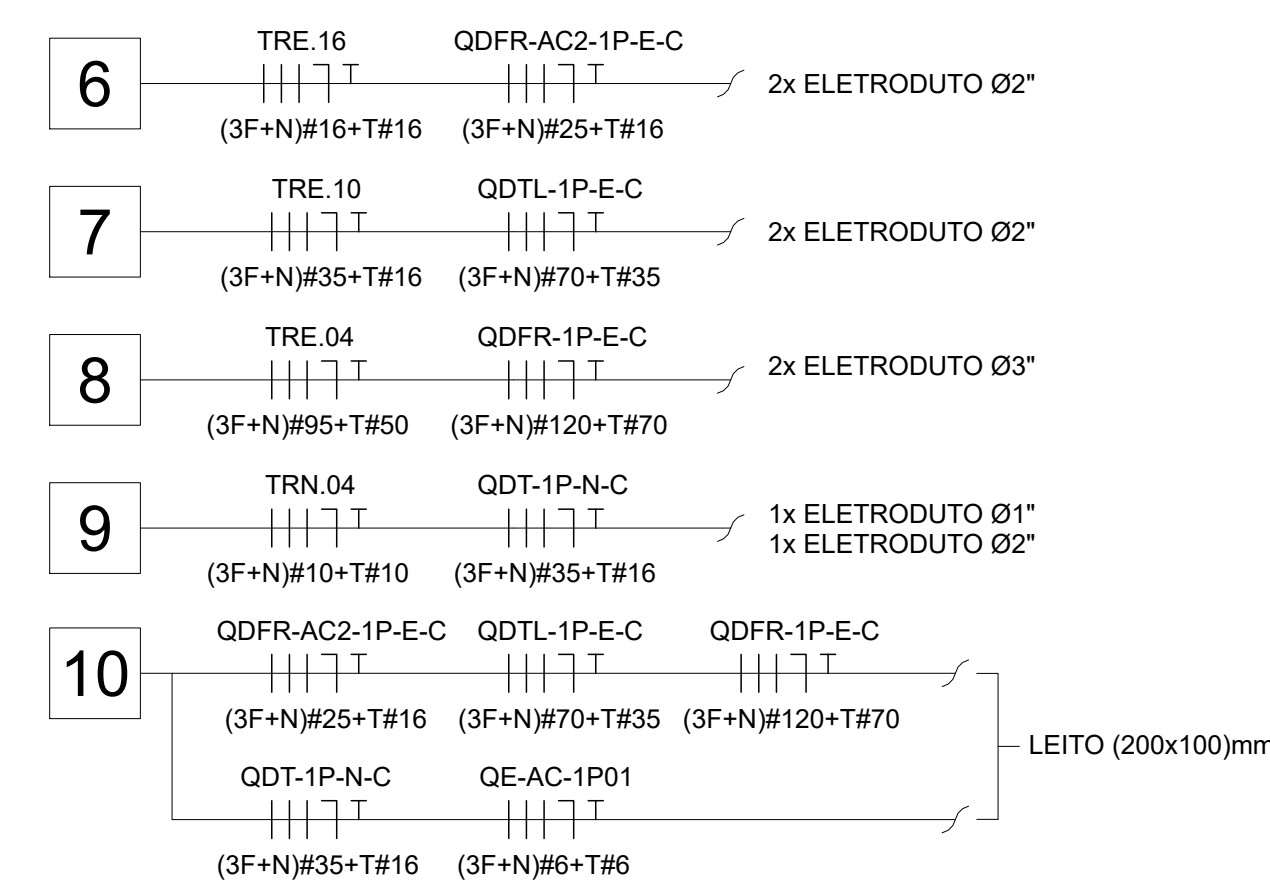 6
TRE.16 QDFR-AC2-1P-E-C
2x ELETRODUTO Ø2"
(3F+N)#16+T#16 (3F+N)#25+T#16
7
TRE.10 QDTL-1P-E-C
2x ELETRODUTO Ø2"
(3F+N)#35+T#16 (3F+N)#70+T#35
8
TRE.04 QDFR-1P-E-C
2x ELETRODUTO Ø3"
(3F+N)#95+T#50 (3F+N)#120+T#70
9
TRN.04 QDT-1P-N-C
1x ELETRODUTO Ø1"
1x ELETRODUTO Ø2"
(3F+N)#10+T#10 (3F+N)#35+T#16
10
QDFR-AC2-1P-E-C QDTL-1P-E-C QDFR-1P-E-C
(3F+N)#25+T#16 (3F+N)#70+T#35 (3F+N)#120+T#70
LEITO (200x100)mm
QDT-1P-N-C QE-AC-1P01
(3F+N)#35+T#16 (3F+N)#6+T#6